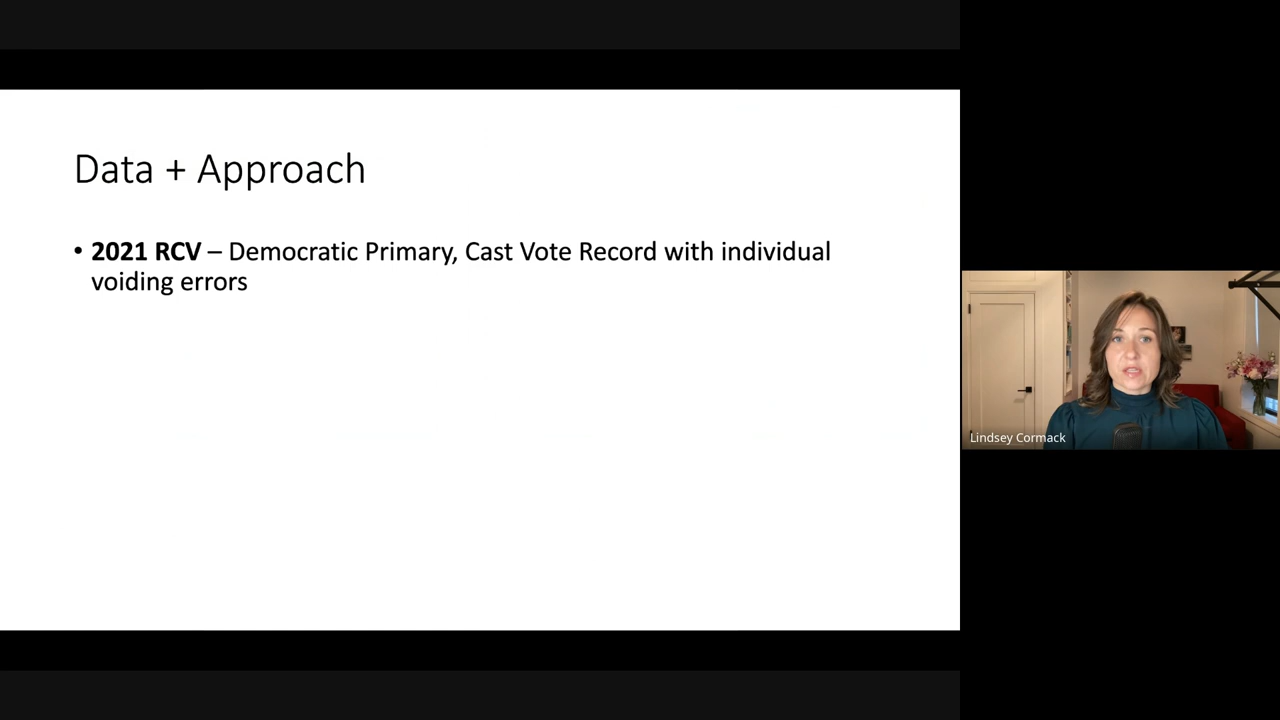 Data + Approach
• 2021 RCV – Democratic Primary, Cast Vote Record with individual
voiding errors
Lindsey Cormack